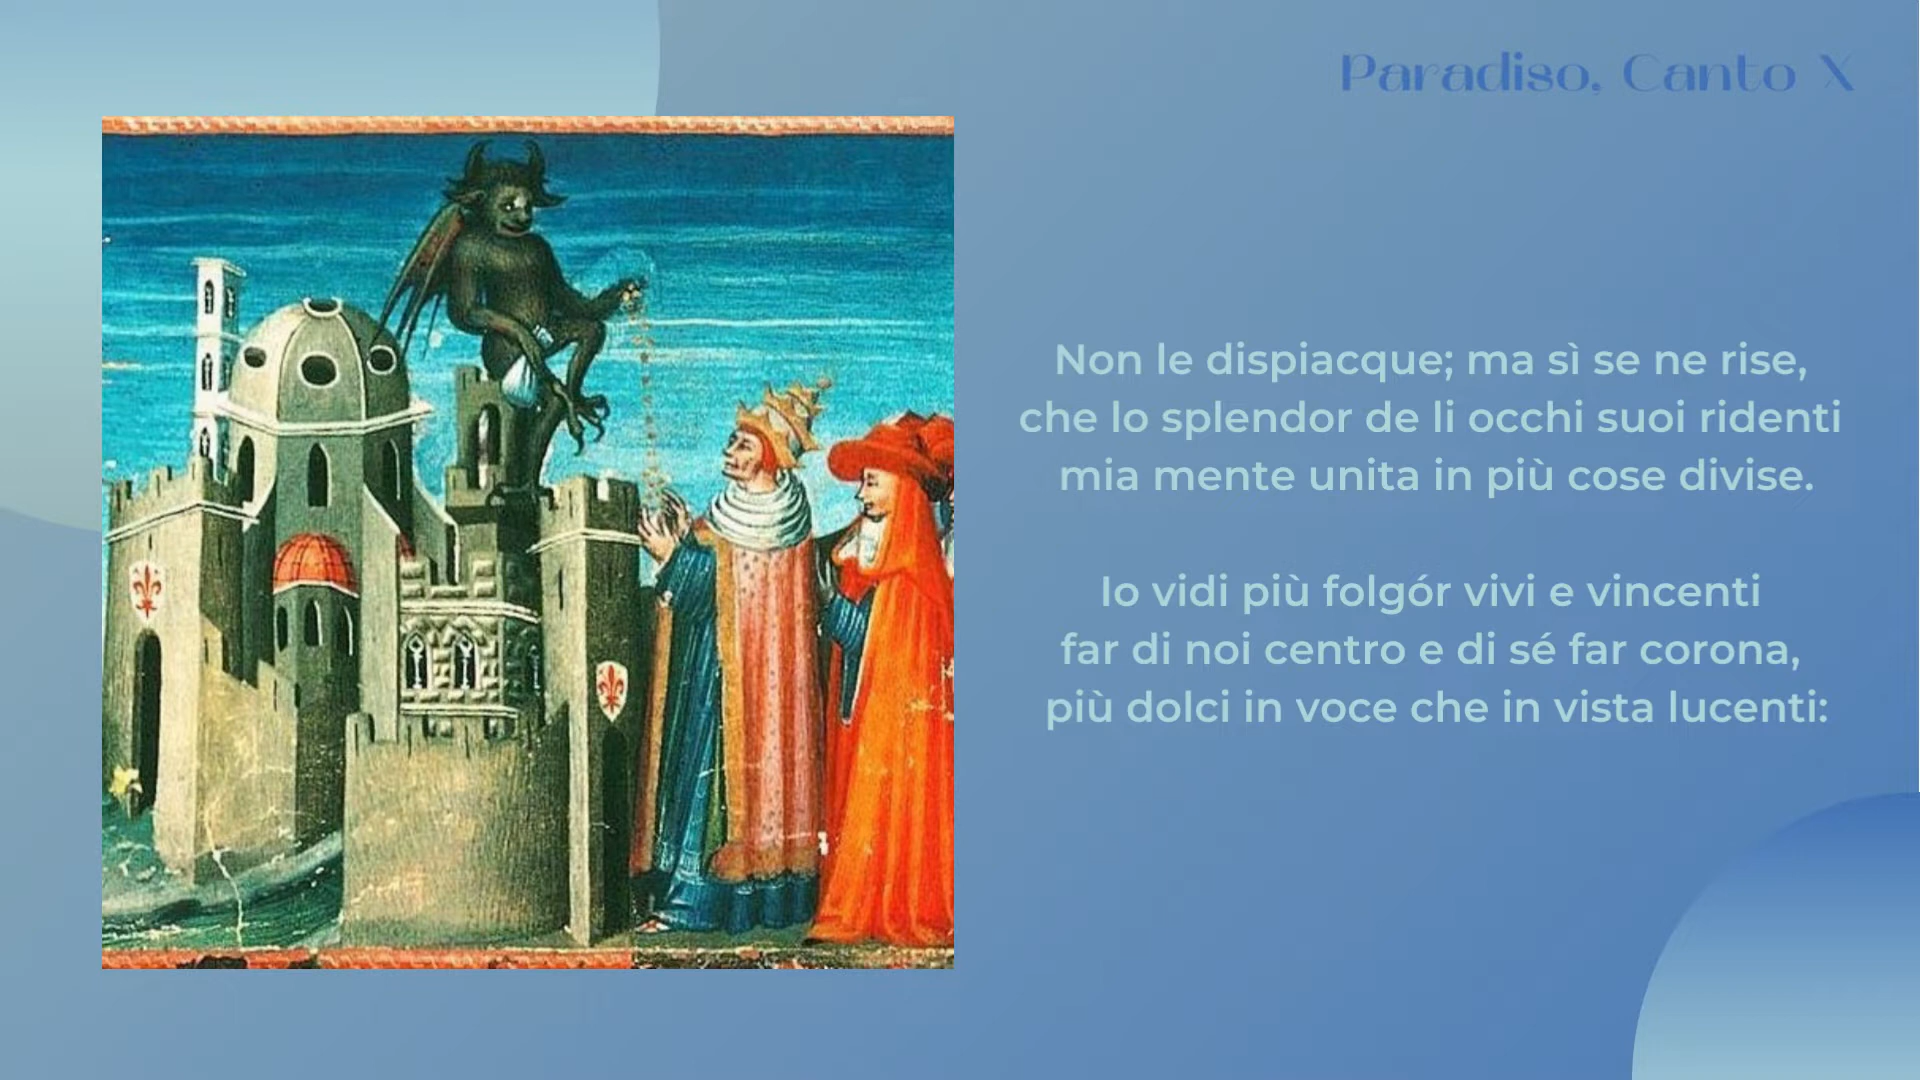 Paradiso, Canto X
Non le dispiacque; ma sì se ne rise,
che lo splendor de li occhi suoi ridenti
mia mente unita in più cose divise.
Io vidi più folgór vivi e vincenti
far di noi centro e di sé far corona,
più dolci in voce che in vista lucenti: